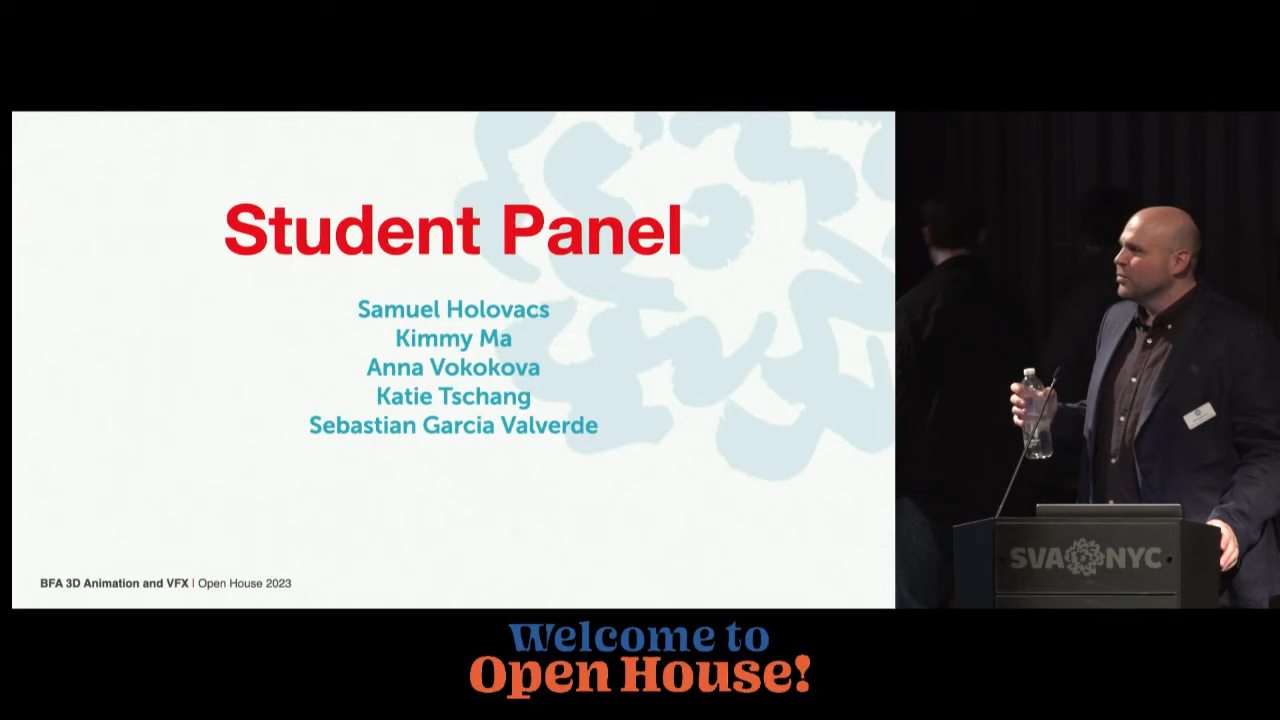 Student Panel
Samuel Holovacs
Kimmy Ma
Anna Vokokova
Katie Tschang
Sebastian Garcia Valverde
BFA 3D Animation and VFX | Open House 2023
SVA NYC
Welcome to
Open House!